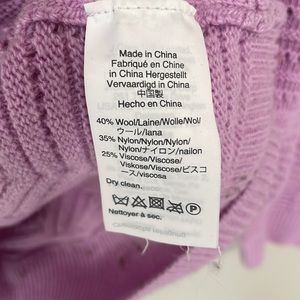 Made in China
Fabriqué en Chine
in China Hergestellt
Vervaardigd in China
中国製
Hecho en China
40% Wool/Laine/Wolle/Wol/
ウール/lana
35% Nylon/Nylon/Nylon/
Nylon/ナイロン/nailon
25% Viscose/Viscose/
Viskose/Viscose/ビスコ
ース/viscosa
Dry clean.
Nettoyer à sec.